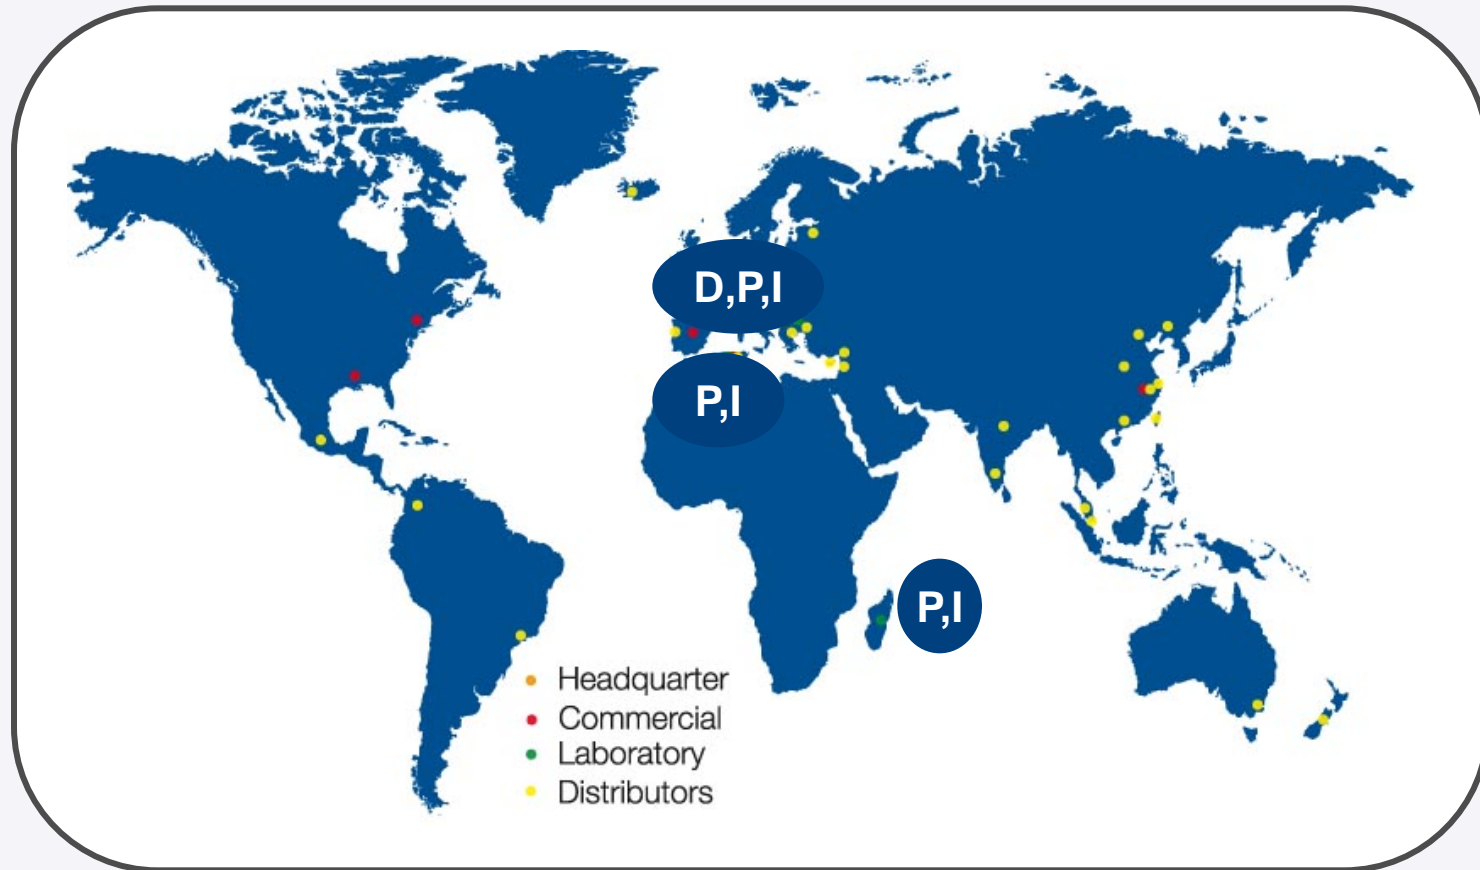 D,P,I
P,I
P,I
Headquarter
Commercial
Laboratory
Distributors